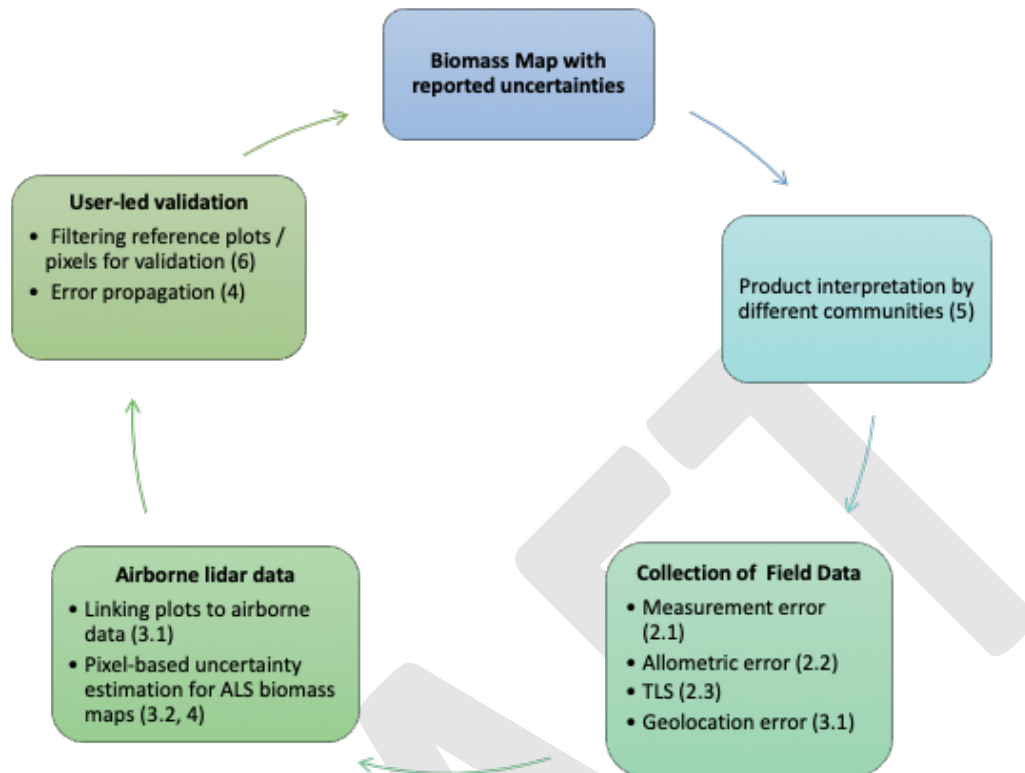 Biomass Map with
reported uncertainties
User-led validation
• Filtering reference plots /
pixels for validation (6)
• Error propagation (4)
Product interpretation by
different communities (5)
Airborne lidar data
• Linking plots to airborne
data (3.1)
• Pixel-based uncertainty
estimation for ALS biomass
maps (3.2, 4)
Collection of Field Data
• Measurement error
(2.1)
• Allometric error (2.2)
• TLS (2.3)
• Geolocation error (3.1)